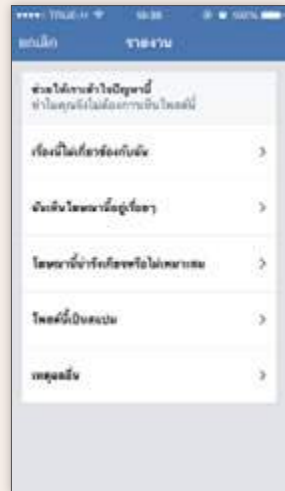 TRUE-H 100%
ยกเลิก รายงาน
ช่วยให้เราเข้าใจปัญหานี้
ทำไมคุณจึงไม่ต้องการเห็นโพสต์นี้
เรื่องนี้ไม่เกี่ยวข้องกับฉัน
ฉันเห็นโฆษณานี้อยู่เรื่อยๆ
โฆษณานี้น่ารังเกียจหรือไม่เหมาะสม
โพสต์นี้เป็นสแปม
เหตุผลอื่น